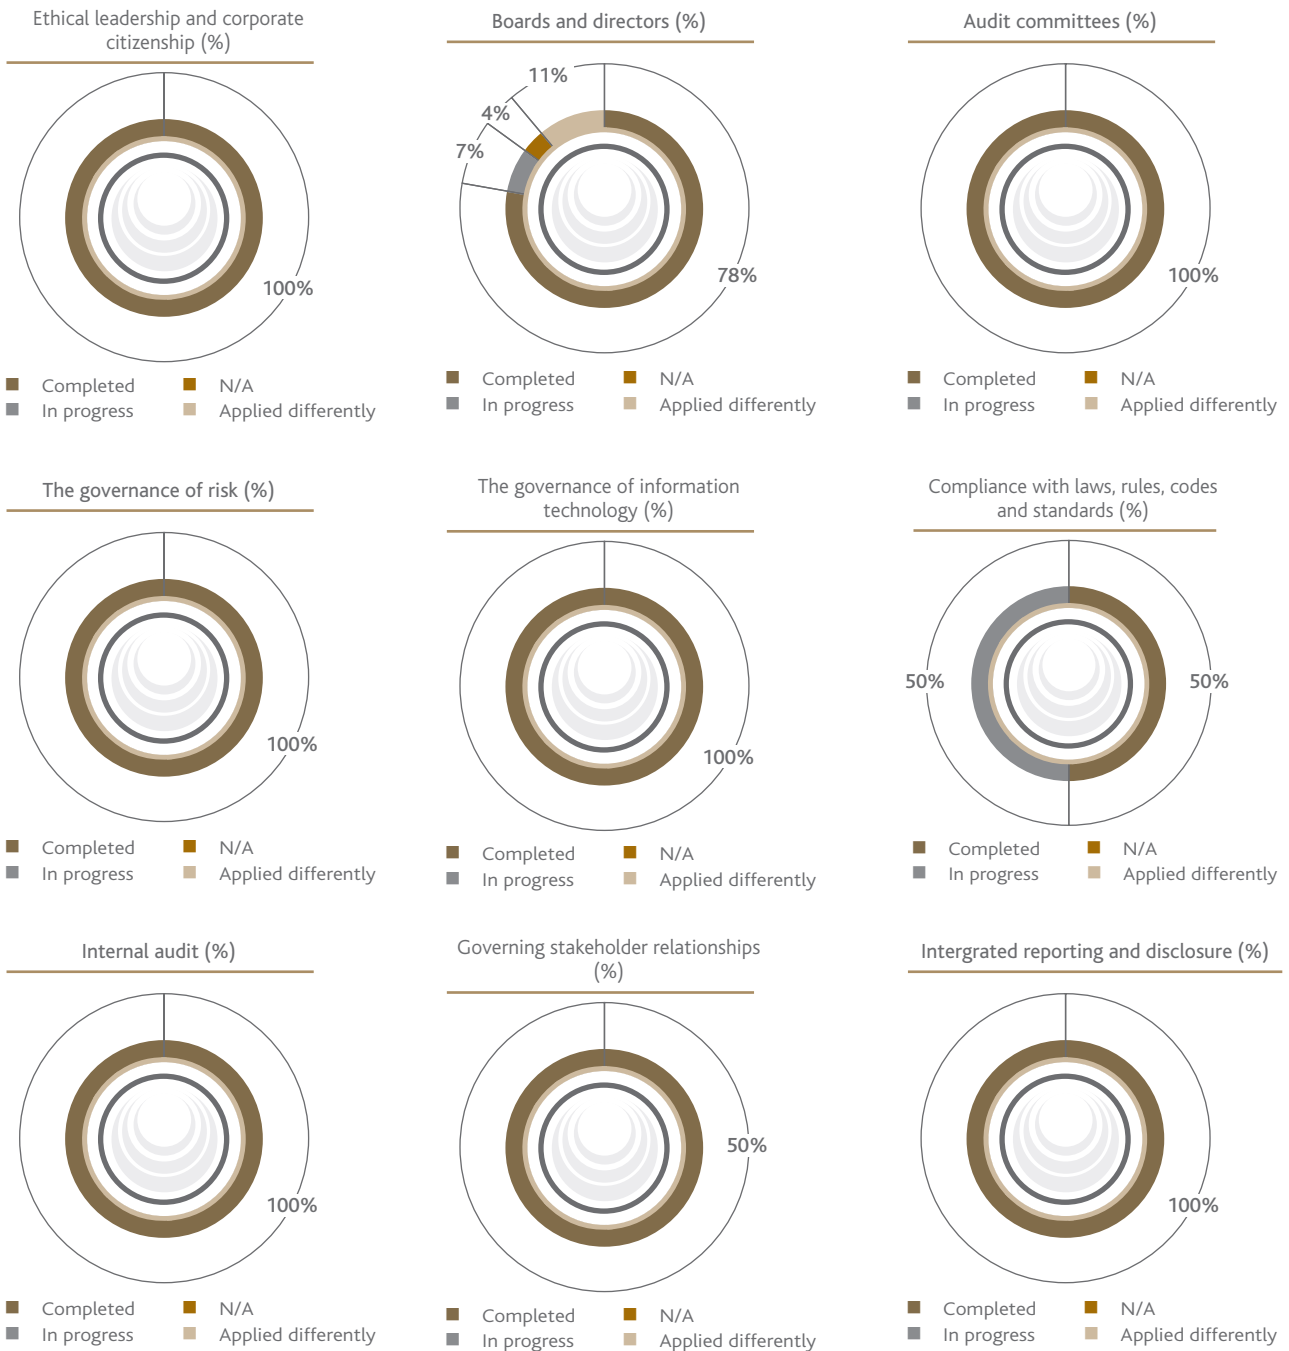 Ethical leadership and corporate
citizenship (%)
100%
Completed
N/A
In progress
Applied differently
Boards and directors (%)
11%
4%
7%
78%
Completed
N/A
In progress
Applied differently
Audit committees (%)
100%
Completed
N/A
In progress
Applied differently
The governance of risk (%)
100%
Completed
N/A
In progress
Applied differently
The governance of information
technology (%)
100%
Completed
N/A
In progress
Applied differently
Compliance with laws, rules, codes
and standards (%)
50%
50%
Completed
N/A
In progress
Applied differently
Internal audit (%)
100%
Completed
N/A
In progress
Applied differently
Governing stakeholder relationships
(%)
50%
Completed
N/A
In progress
Applied differently
Intergrated reporting and disclosure (%)
100%
Completed
N/A
In progress
Applied differently